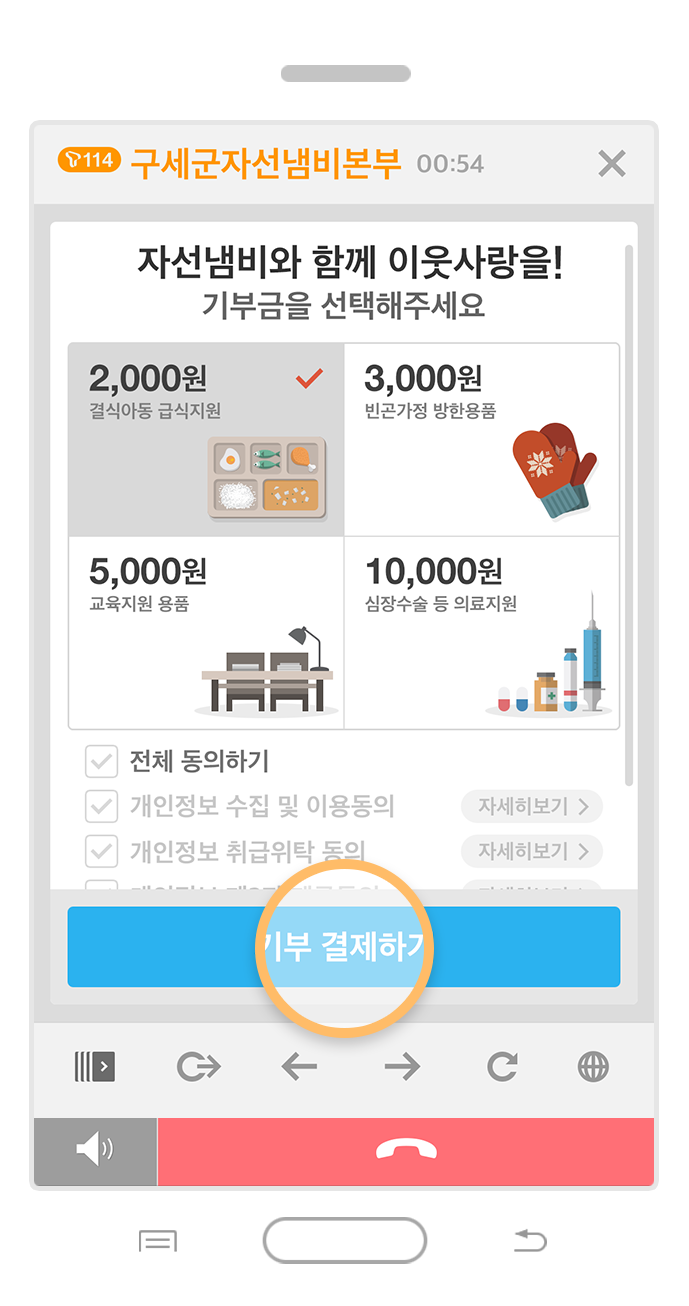 114 구세군자선냄비본부 00:54
자선냄비와 함께 이웃사랑을!
기부금을 선택해주세요
2,000원
결식아동 급식지원
3,000원
빈곤가정 방한용품
5,000원
교육지원 용품
10,000원
심장수술 등 의료지원
전체 동의하기
개인정보 수집 및 이용동의 자세히보기
개인정보 취급위탁 동의 자세히보기
기부 결제하기